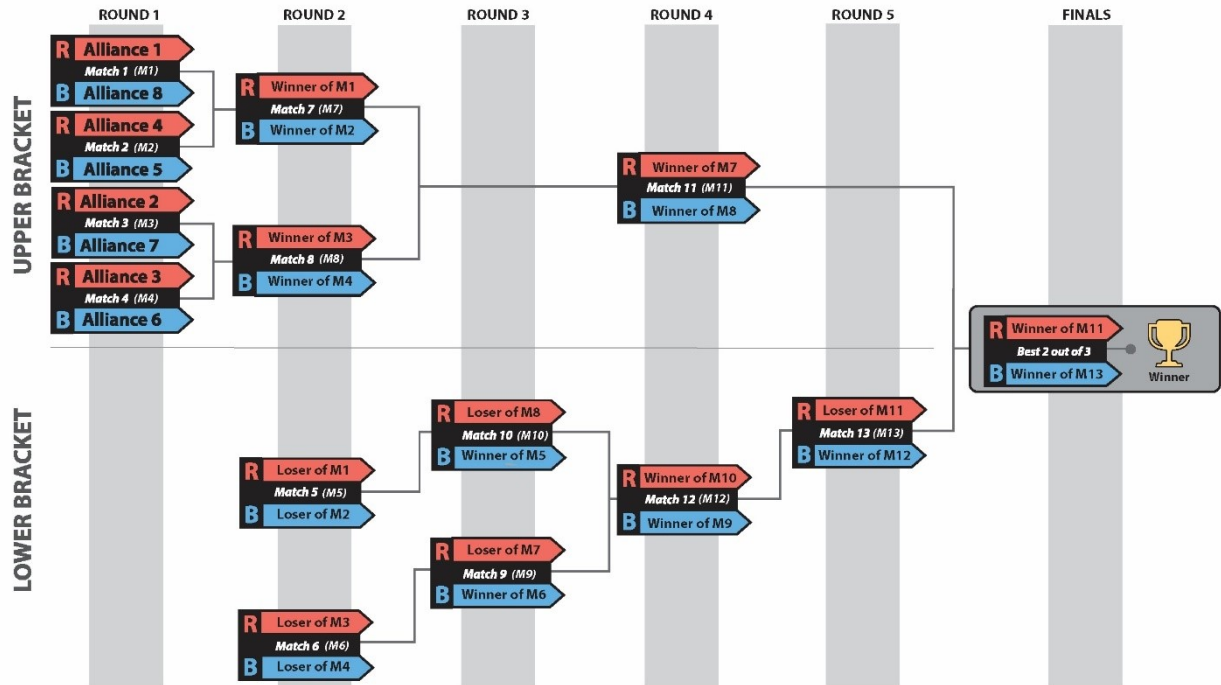 ROUND 1
ROUND 2
ROUND 3
ROUND 4
ROUND 5
FINALS
UPPER BRACKET
R Alliance 1
Match 1 (M1)
B Alliance 8
R Alliance 4
Match 2 (M2)
B Alliance 5
R Alliance 2
Match 3 (M3)
B Alliance 7
R Alliance 3
Match 4 (M4)
B Alliance 6
R Winner of M1
Match 7 (M7)
B Winner of M2
R Winner of M3
Match 8 (M8)
B Winner of M4
R Winner of M7
Match 11 (M11)
B Winner of M8
R Winner of M11
Best 2 out of 3
B Winner of M13
Winner
LOWER BRACKET
R Loser of M1
Match 5 (M5)
B Loser of M2
R Loser of M3
Match 6 (M6)
B Loser of M4
R Loser of M8
Match 10 (M10)
B Winner of M5
R Loser of M7
Match 9 (M9)
B Winner of M6
R Winner of M10
Match 12 (M12)
B Winner of M9
R Loser of M11
Match 13 (M13)
B Winner of M12